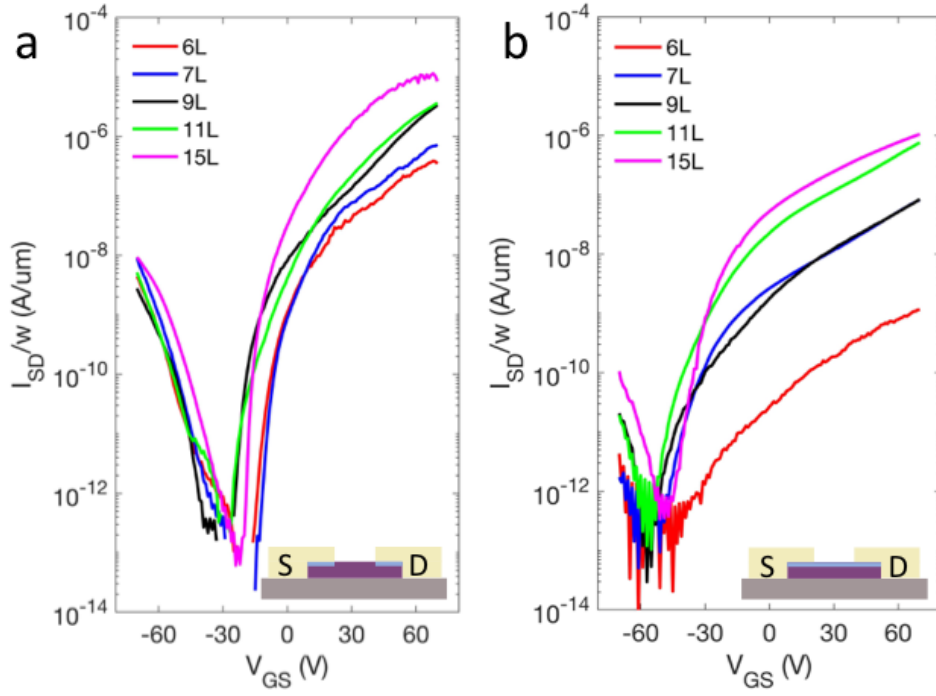 a
6L
7L
9L
11L
15L
10^-4
10^-6
10^-8
10^-10
10^-12
10^-14
I_SD/w (A/um)
S D
-60 -30 0 30 60
V_GS (V)
b
6L
7L
9L
11L
15L
10^-4
10^-6
10^-8
10^-10
10^-12
10^-14
I_SD/w (A/um)
S D
-60 -30 0 30 60
V_GS (V)